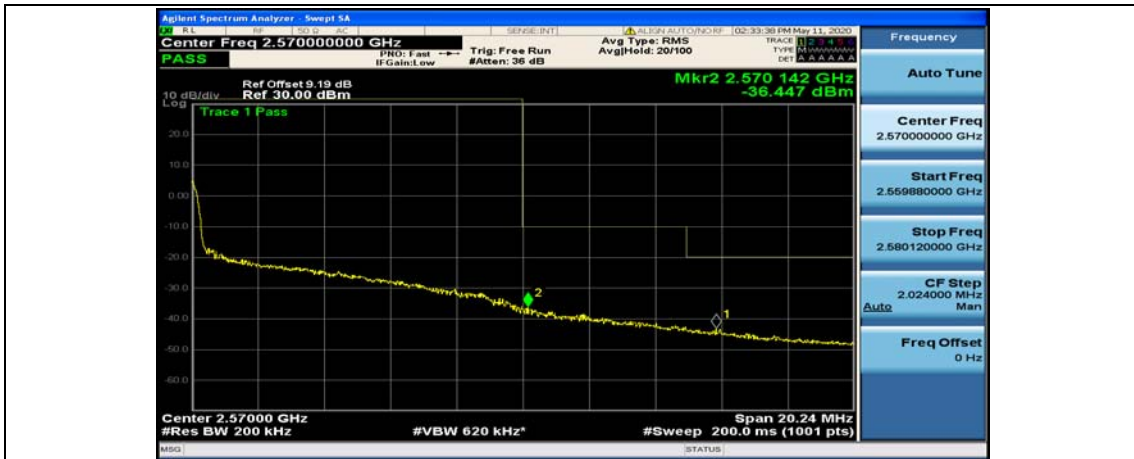 Agilent Spectrum Analyzer - Swept SA
RL RF 50 Ω AC SENSE:INT ALIGN AUTO/NO RF 02:33:38 PM May 11, 2020
Center Freq 2.570000000 GHz
PASS
PNO: Fast
IFGain:Low
Trig: Free Run
#Atten: 36 dB
Avg Type: RMS
Avg|Hold: 20/100
TRACE 1 2 3 4 5 6
TYPE
DET A A A A A A
Mkr2 2.570 142 GHz
-36.447 dBm
Ref Offset 9.19 dB
10 dB/div Ref 30.00 dBm
Log
Trace 1 Pass
20.0
10.0
0.00
-10.0
-20.0
-30.0
-40.0
-50.0
-60.0
2
1
Center 2.57000 GHz
Span 20.24 MHz
#Res BW 200 kHz
#VBW 620 kHz*
#Sweep 200.0 ms (1001 pts)
MSG
STATUS
Frequency
Auto Tune
Center Freq
2.570000000 GHz
Start Freq
2.559880000 GHz
Stop Freq
2.580120000 GHz
CF Step
2.024000 MHz
Auto Man
Freq Offset
0 Hz